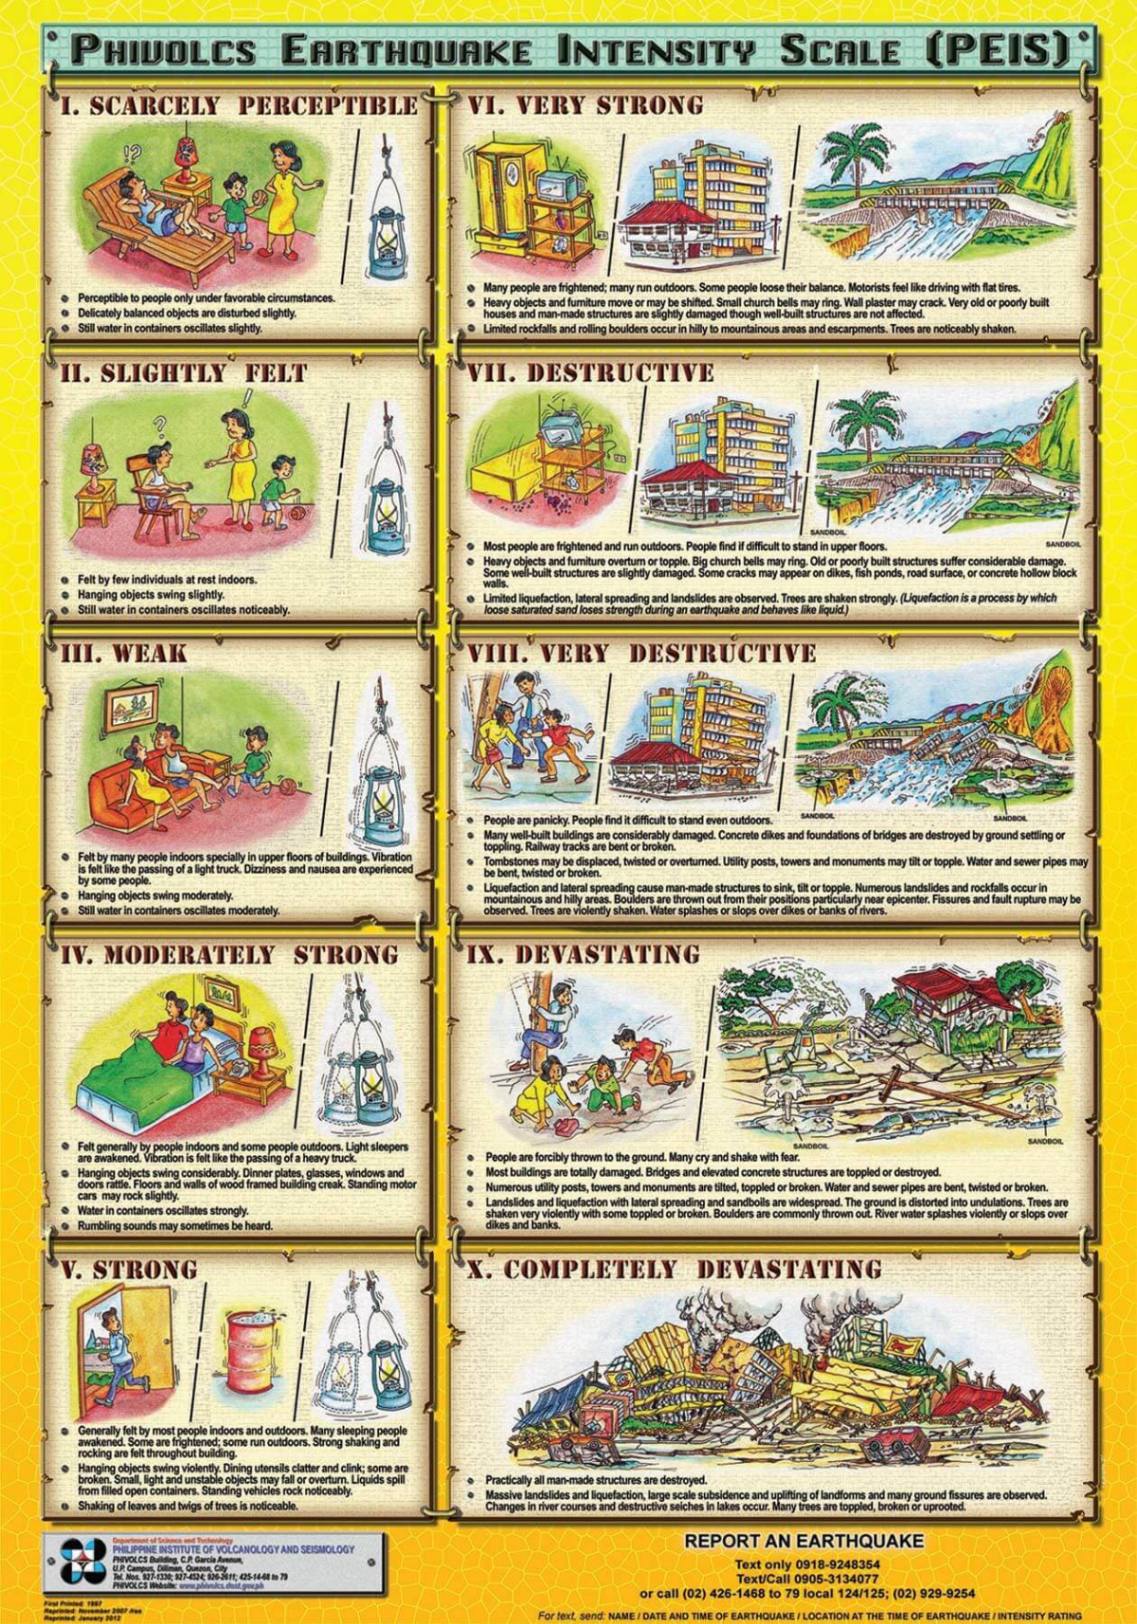 PHIVOLCS EARTHQUAKE INTENSITY SCALE (PEIS)
I. SCARCELY PERCEPTIBLE
!?
Perceptible to people only under favorable circumstances.
Delicately balanced objects are disturbed slightly.
Still water in containers oscillates slightly.
II. SLIGHTLY FELT
?
!
Felt by few individuals at rest indoors.
Hanging objects swing slightly.
Still water in containers oscillates noticeably.
III. WEAK
Felt by many people indoors specially in upper floors of buildings. Vibration
is felt like the passing of a light truck. Dizziness and nausea are experienced
by some people.
Hanging objects swing moderately.
Still water in containers oscillates moderately.
IV. MODERATELY STRONG
Felt generally by people indoors and some people outdoors. Light sleepers
are awakened. Vibration is felt like the passing of a heavy truck.
Hanging objects swing considerably. Dinner plates, glasses, windows and
doors rattle. Floors and walls of wood framed building creak. Standing motor
cars may rock slightly.
Water in containers oscillates strongly.
Rumbling sounds may sometimes be heard.
V. STRONG
Generally felt by most people indoors and outdoors. Many sleeping people
awakened. Some are frightened; some run outdoors. Strong shaking and
rocking are felt throughout building.
Hanging objects swing violently. Dining utensils clatter and clink; some are
broken. Small, light and unstable objects may fall or overturn. Liquids spill
from filled open containers. Standing vehicles rock noticeably.
Shaking of leaves and twigs of trees is noticeable.
VI. VERY STRONG
Many people are frightened; many run outdoors. Some people loose their balance. Motorists feel like driving with flat tires.
Heavy objects and furniture move or may be shifted. Small church bells may ring. Wall plaster may crack. Very old or poorly built
houses and man-made structures are slightly damaged though well-built structures are not affected.
Limited rockfalls and rolling boulders occur in hilly to mountainous areas and escarpments. Trees are noticeably shaken.
VII. DESTRUCTIVE
SANDBOIL
SANDBOIL
Most people are frightened and run outdoors. People find if difficult to stand in upper floors.
Heavy objects and furniture overturn or topple. Big church bells may ring. Old or poorly built structures suffer considerable damage.
Some well-built structures are slightly damaged. Some cracks may appear on dikes, fish ponds, road surface, or concrete hollow block
walls.
Limited liquefaction, lateral spreading and landslides are observed. Trees are shaken strongly. (Liquefaction is a process by which
loose saturated sand loses strength during an earthquake and behaves like liquid.)
VIII. VERY DESTRUCTIVE
SANDBOIL
SANDBOIL
People are panicky. People find it difficult to stand even outdoors.
Many well-built buildings are considerably damaged. Concrete dikes and foundations of bridges are destroyed by ground settling or
toppling. Railway tracks are bent or broken.
Tombstones may be displaced, twisted or overturned. Utility posts, towers and monuments may tilt or topple. Water and sewer pipes may
be bent, twisted or broken.
Liquefaction and lateral spreading cause man-made structures to sink, tilt or topple. Numerous landslides and rockfalls occur in
mountainous and hilly areas. Boulders are thrown out from their positions particularly near epicenter. Fissures and fault rupture may be
observed. Trees are violently shaken. Water splashes or slops over dikes or banks of rivers.
IX. DEVASTATING
SANDBOIL
SANDBOIL
People are forcibly thrown to the ground. Many cry and shake with fear.
Most buildings are totally damaged. Bridges and elevated concrete structures are toppled or destroyed.
Numerous utility posts, towers and monuments are tilted, toppled or broken. Water and sewer pipes are bent, twisted or broken.
Landslides and liquefaction with lateral spreading and sandboils are widespread. The ground is distorted into undulations. Trees are
shaken very violently with some toppled or broken. Boulders are commonly thrown out. River water splashes violently or slops over
dikes and banks.
X. COMPLETELY DEVASTATING
Practically all man-made structures are destroyed.
Massive landslides and liquefaction, large scale subsidence and uplifting of landforms and many ground fissures are observed.
Changes in river courses and destructive seiches in lakes occur. Many trees are toppled, broken or uprooted.
Department of Science and Technology
PHILIPPINE INSTITUTE OF VOLCANOLOGY AND SEISMOLOGY
PHIVOLCS Building, C.P. Garcia Avenue,
U.P. Campus, Diliman, Quezon, City
Tel. Nos. 927-1330; 927-4524; 926-2611; 425-14-68 to 79
PHIVOLCS Website: www.phivolcs.dost.gov.ph
First Printed: 1997
Reprinted: November 2007
Reprinted: January 2012
REPORT AN EARTHQUAKE
Text only 0918-9248354
Text/Call 0905-3134077
or call (02) 426-1468 to 79 local 124/125; (02) 929-9254
For text, send: NAME / DATE AND TIME OF EARTHQUAKE / LOCATION AT THE TIME OF EARTHQUAKE / INTENSITY RATING